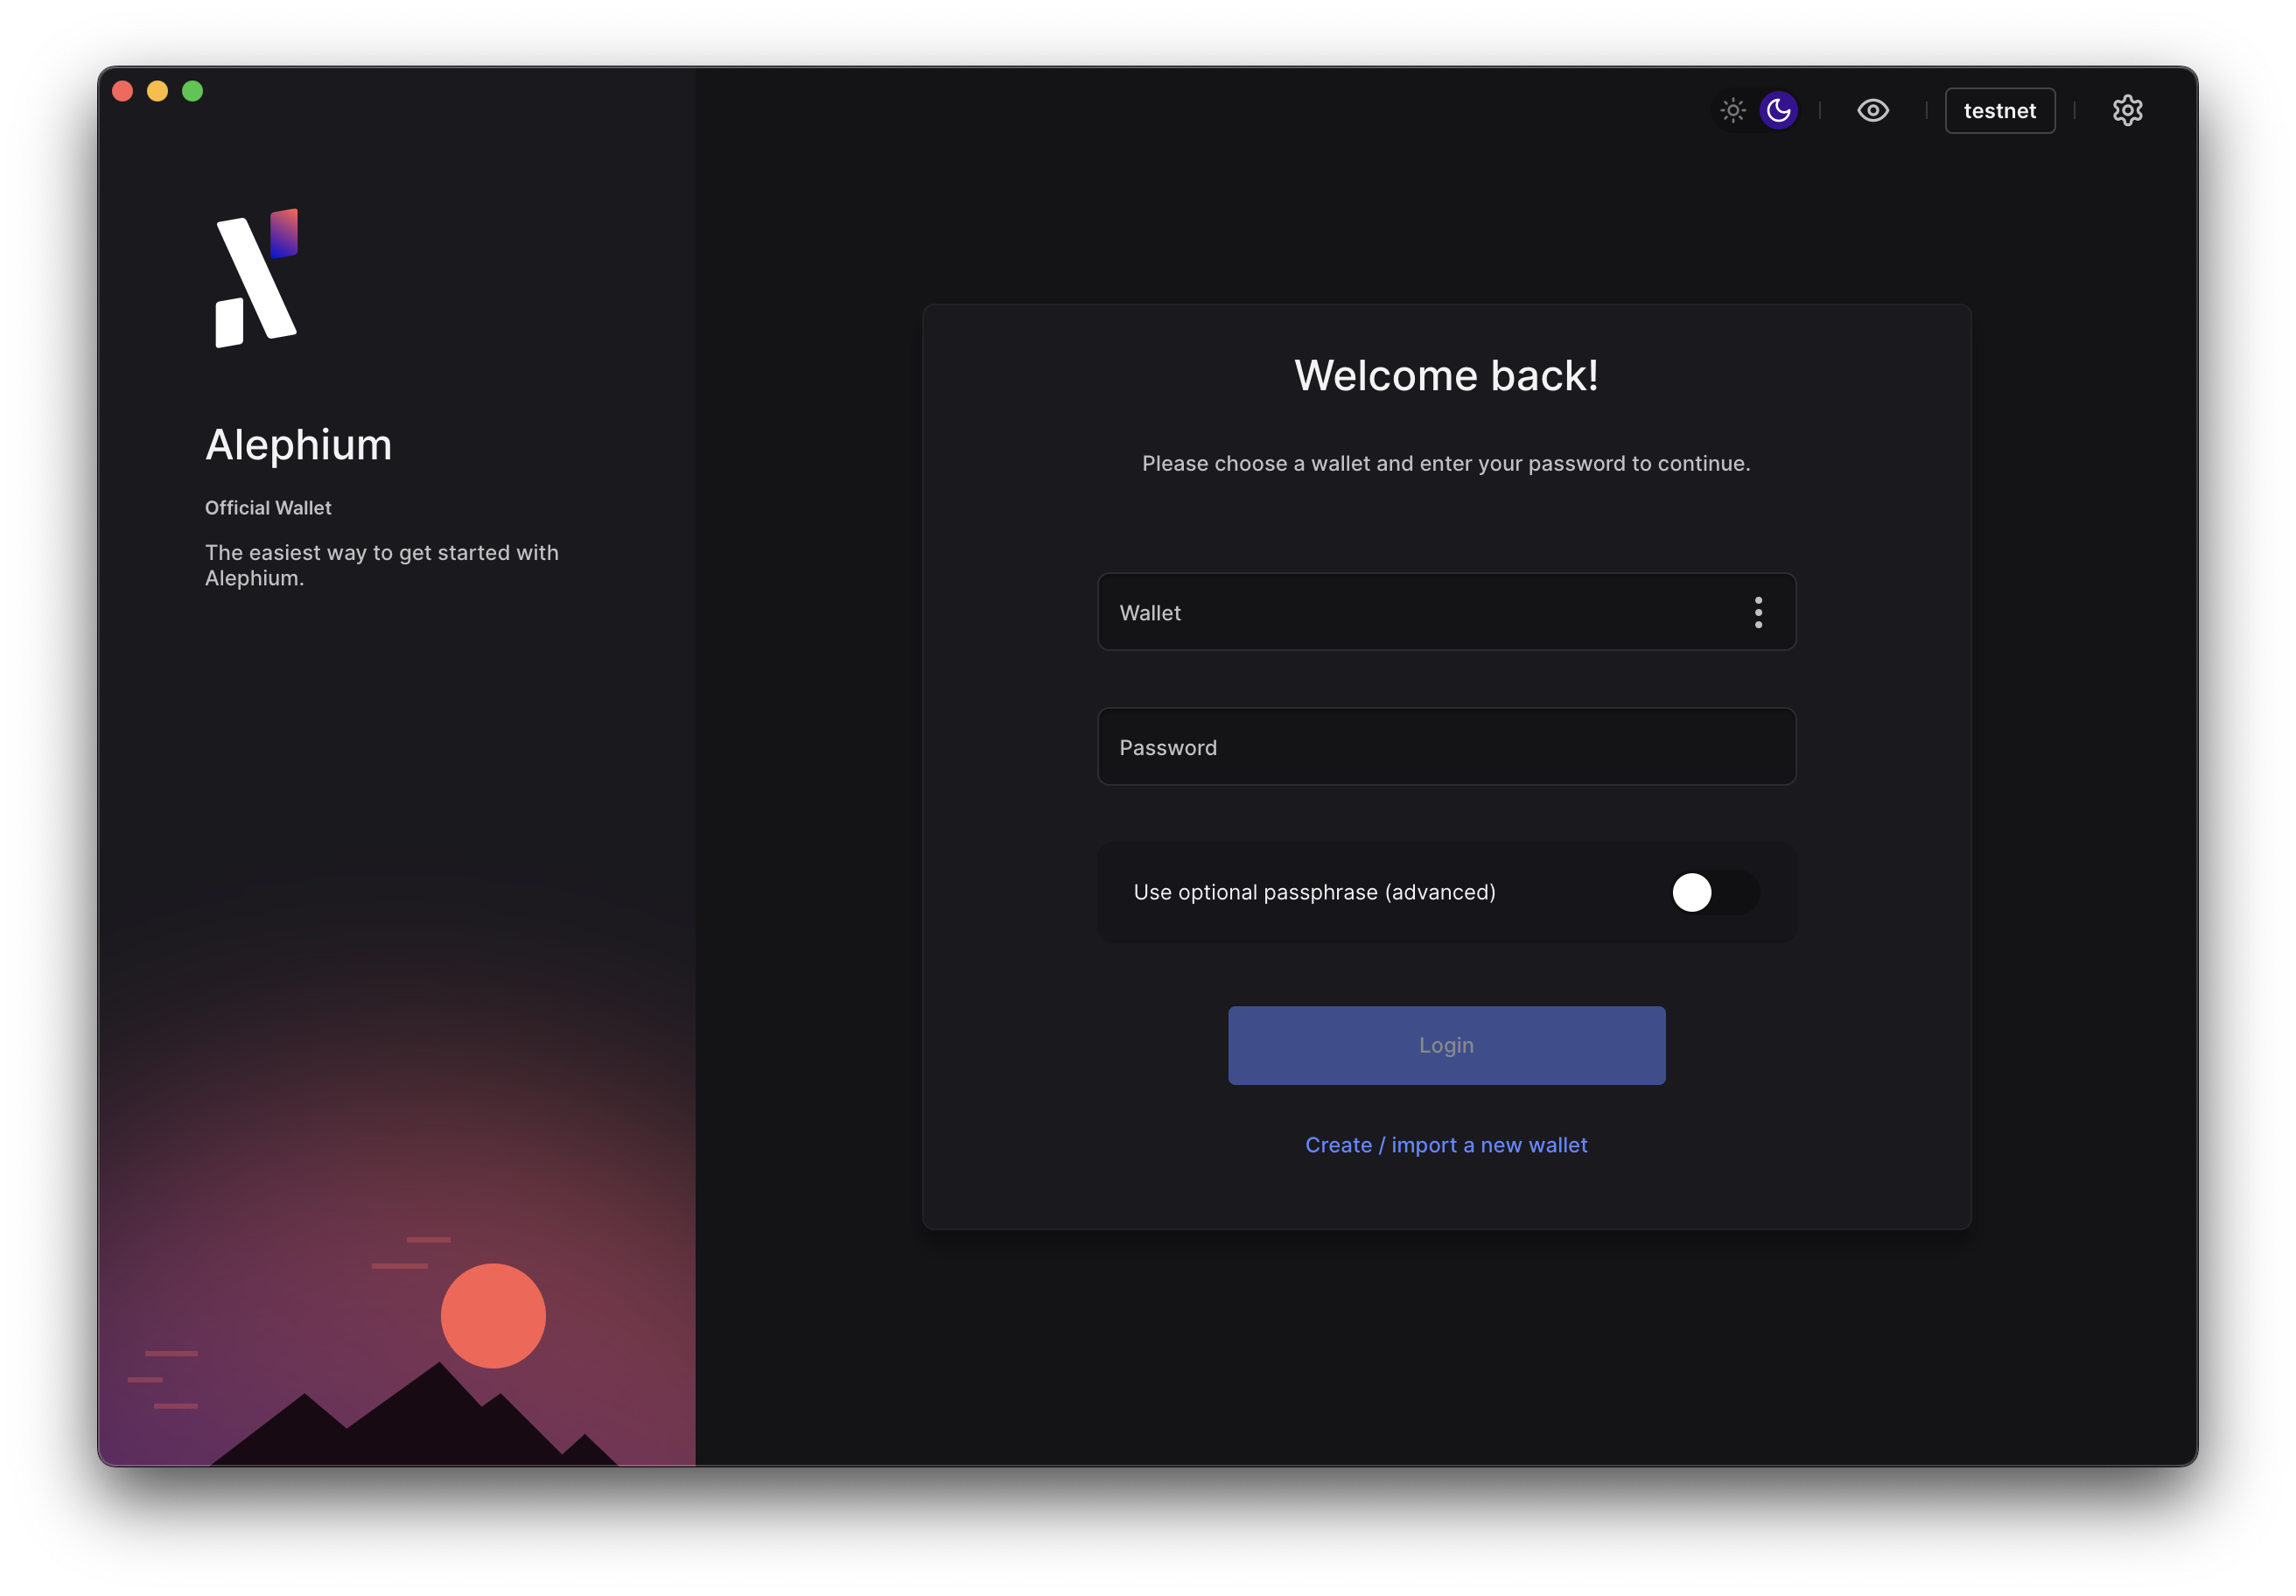 testnet
Alephium
Official Wallet
The easiest way to get started with
Alephium.
Welcome back!
Please choose a wallet and enter your password to continue.
Wallet
Password
Use optional passphrase (advanced)
Login
Create / import a new wallet